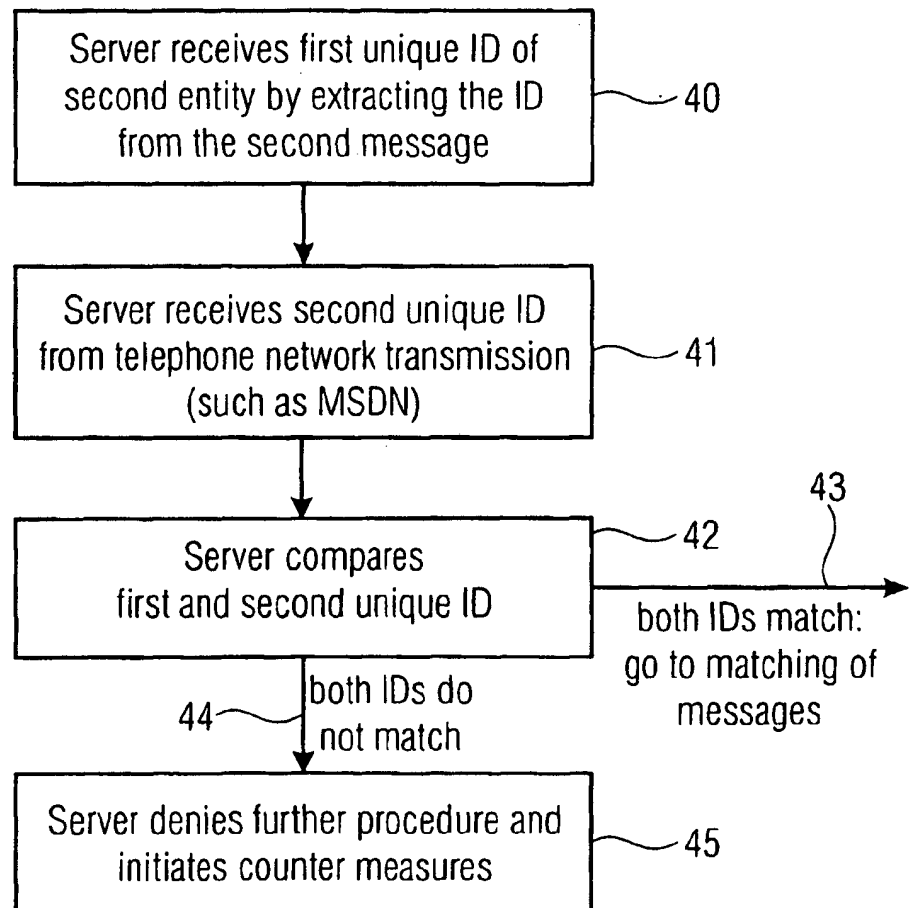 Server receives first unique ID of
second entity by extracting the ID
from the second message
40
Server receives second unique ID
from telephone network transmission
(such as MSDN)
41
Server compares
first and second unique ID
42
43
both IDs match:
go to matching of
messages
44
both IDs do
not match
Server denies further procedure and
initiates counter measures
45